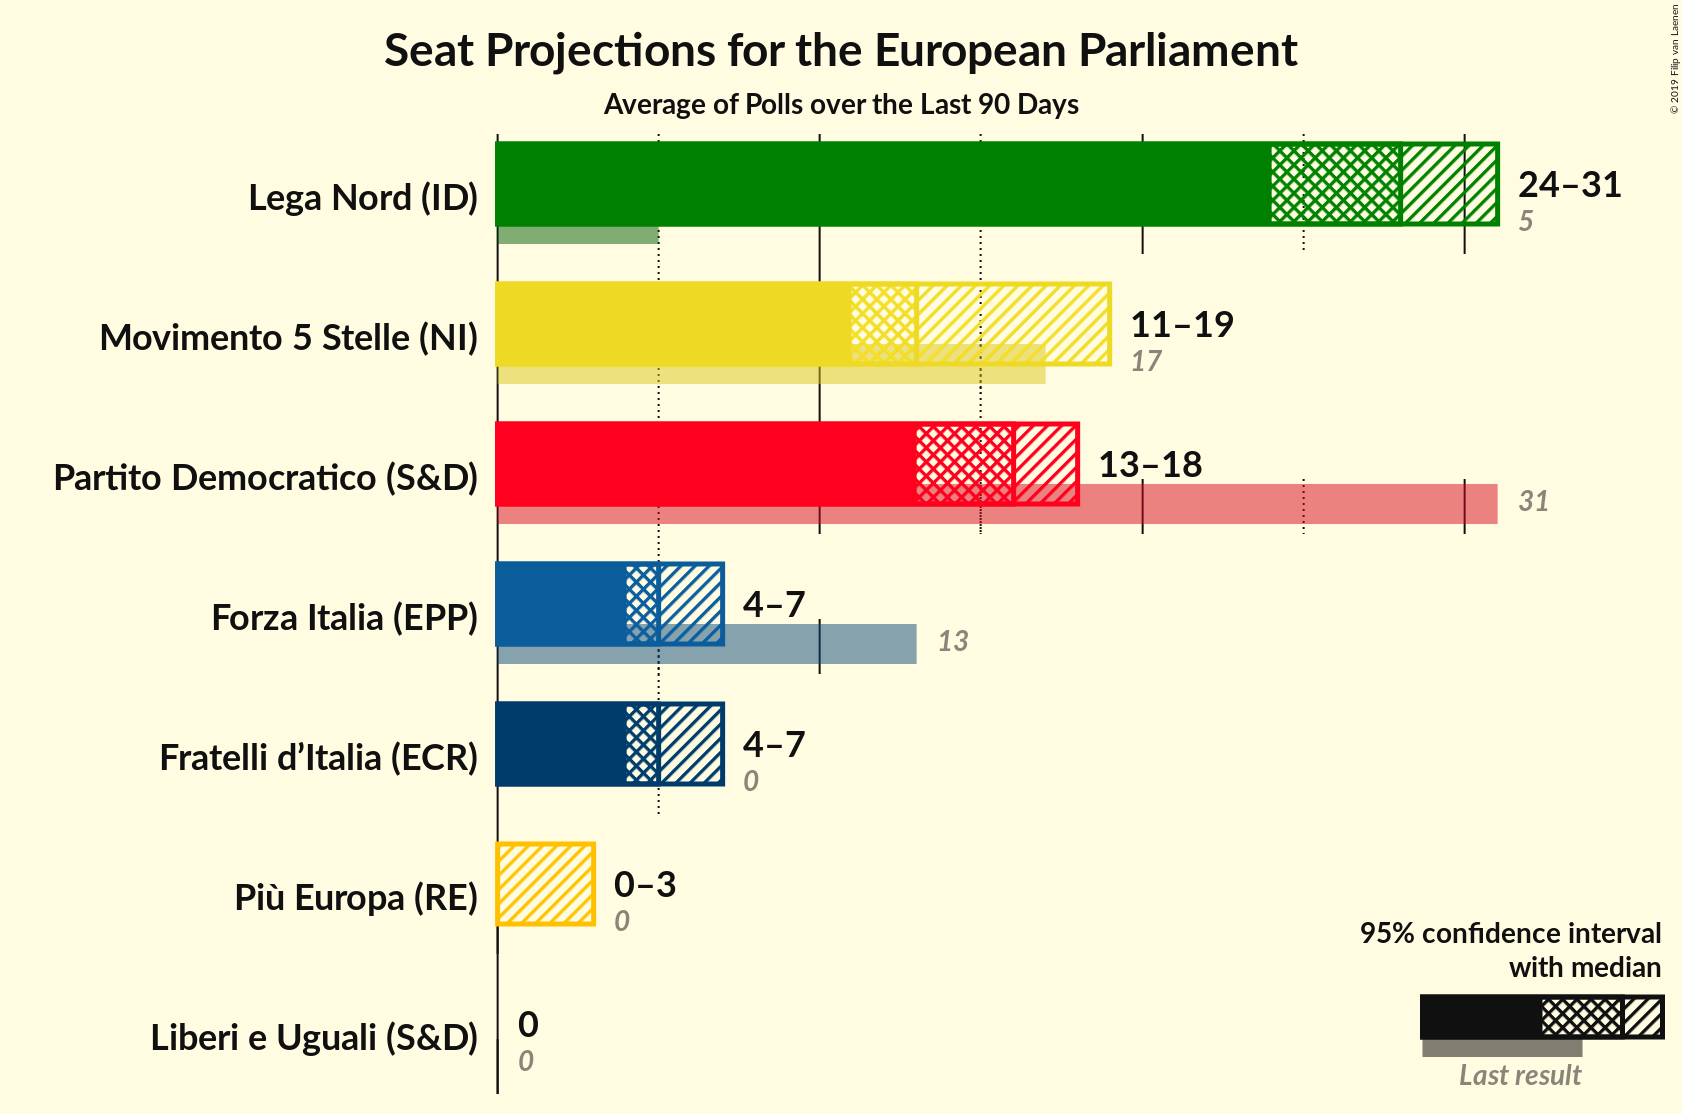 Seat Projections for the European Parliament
Average of Polls over the Last 90 Days
© 2019 Filip van Laenen
Lega Nord (ID)
24–31
5
Movimento 5 Stelle (NI)
11–19
17
Partito Democratico (S&D)
13–18
31
Forza Italia (EPP)
4–7
13
Fratelli d’Italia (ECR)
4–7
0
Più Europa (RE)
0–3
0
Liberi e Uguali (S&D)
0
0
95% confidence interval
with median
Last result